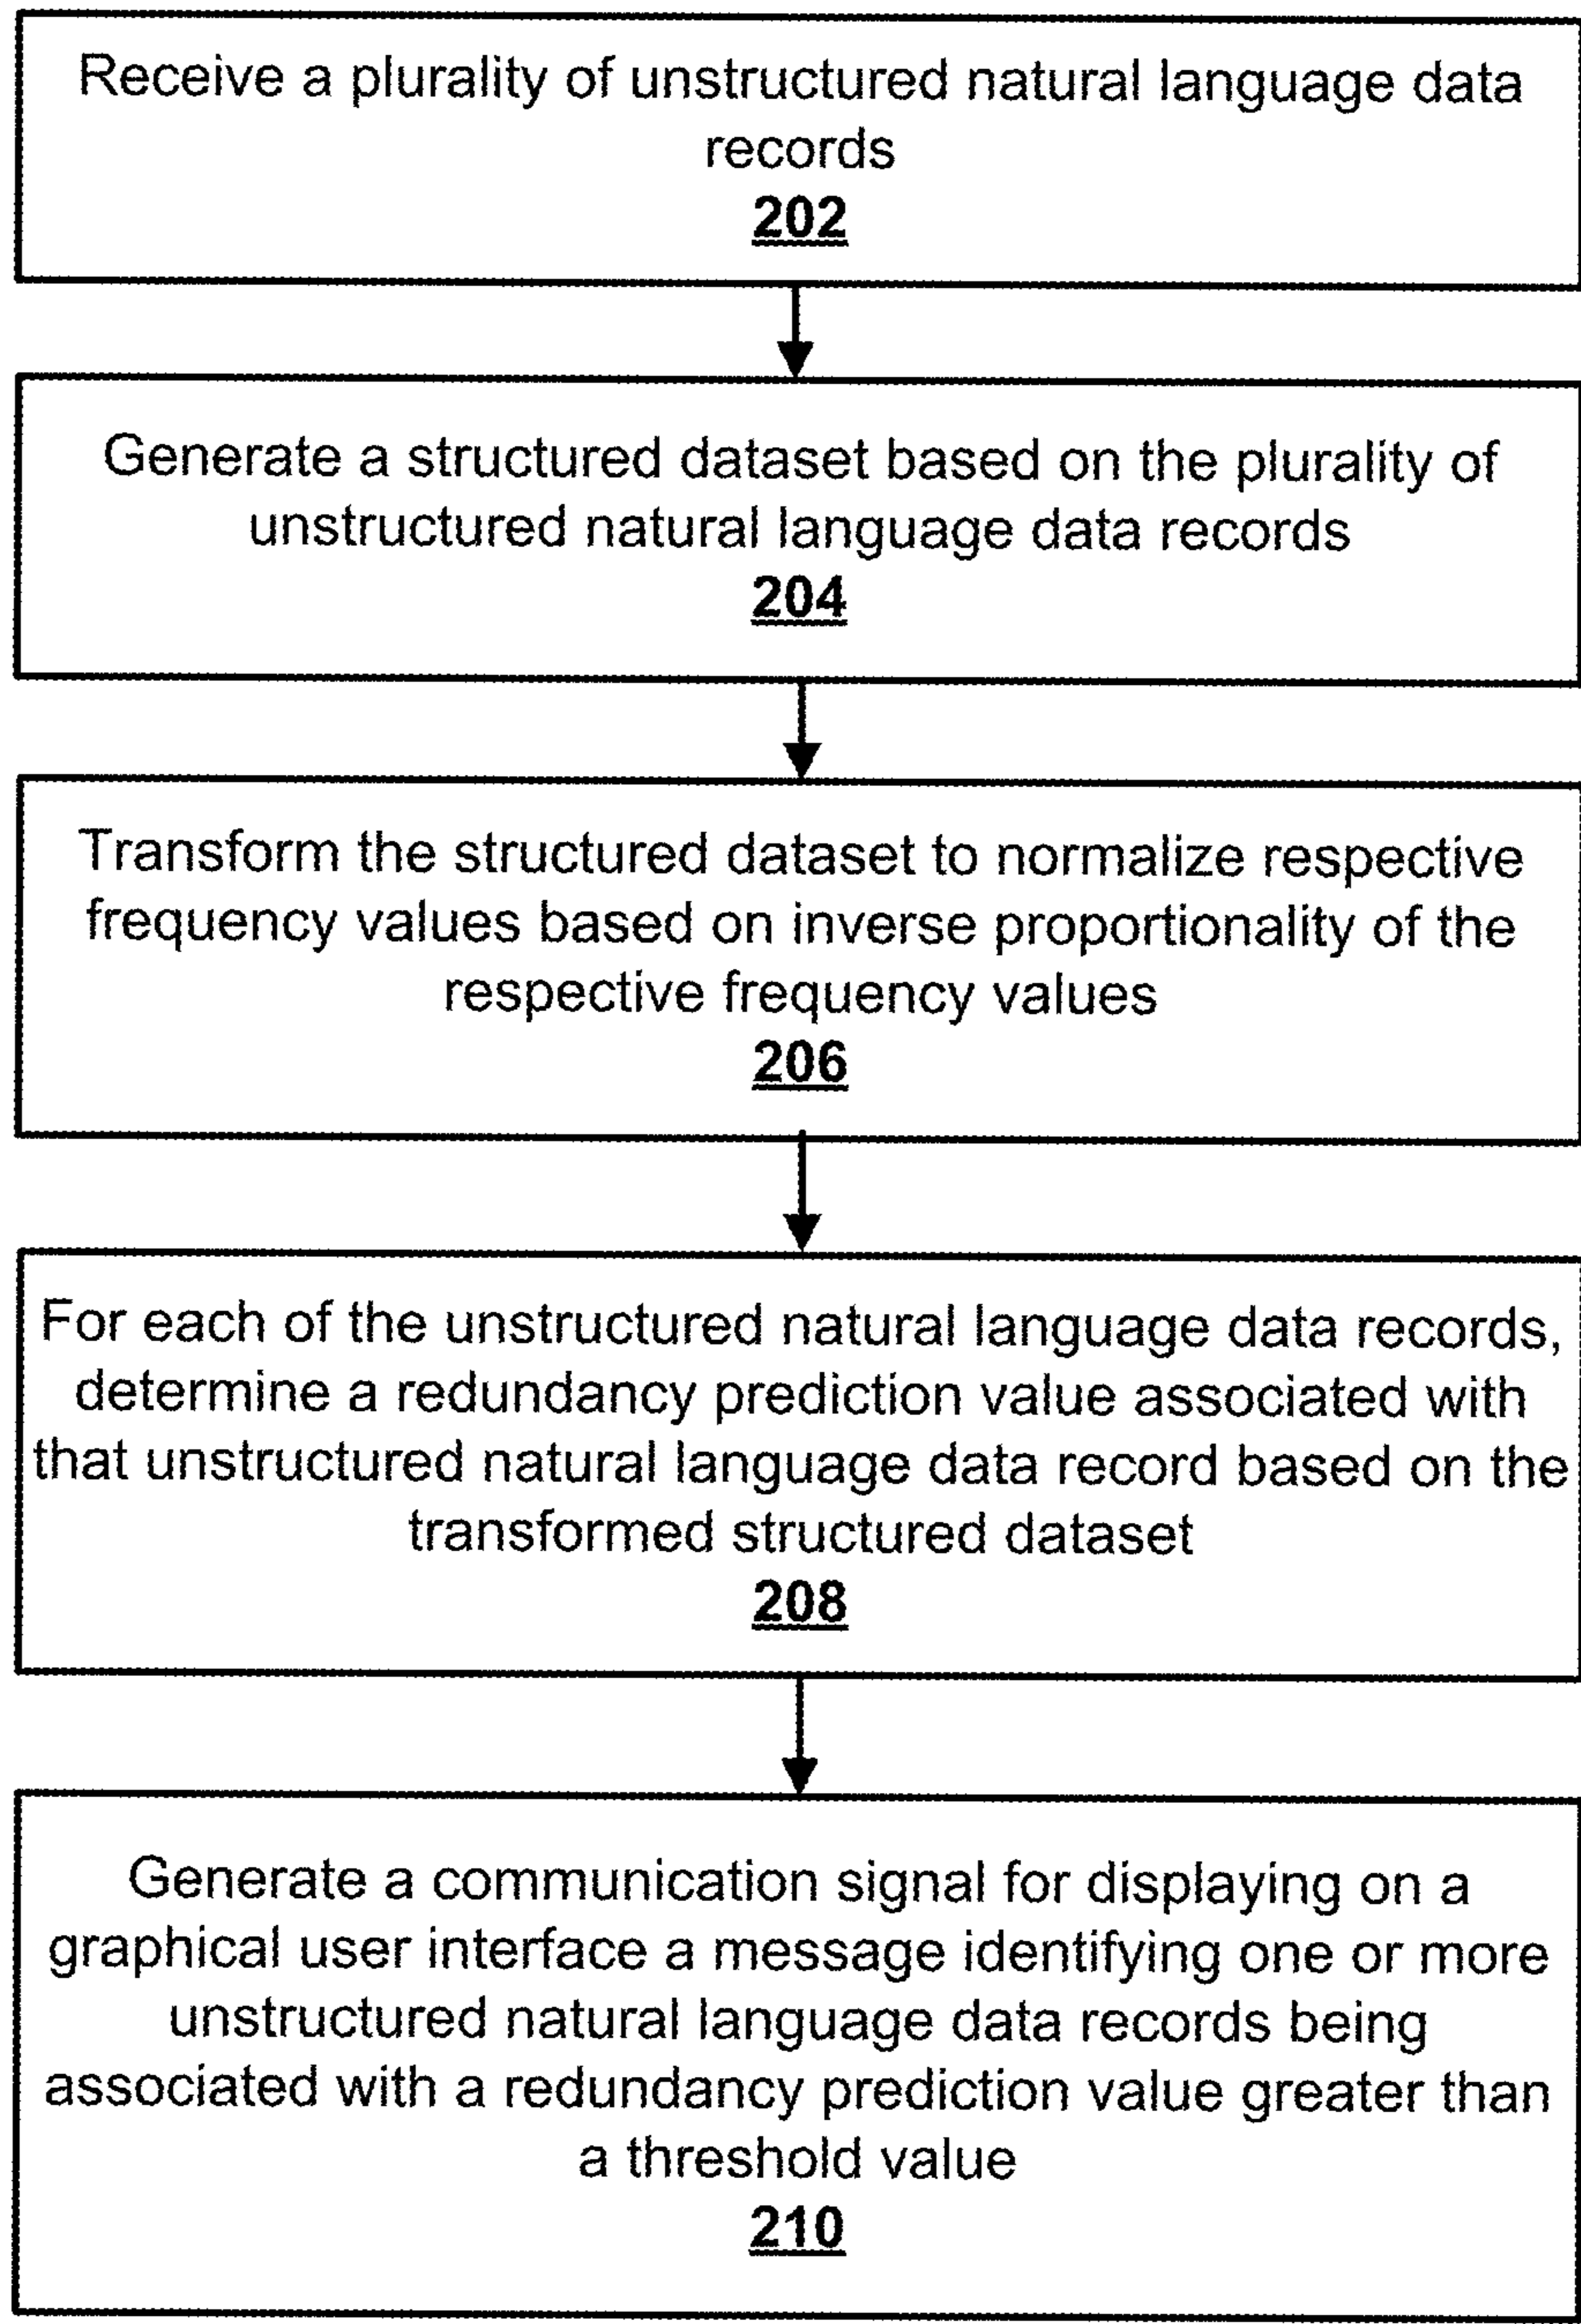 Receive a plurality of unstructured natural language data
records
202
Generate a structured dataset based on the plurality of
unstructured natural language data records
204
Transform the structured dataset to normalize respective
frequency values based on inverse proportionality of the
respective frequency values
206
For each of the unstructured natural language data records,
determine a redundancy prediction value associated with
that unstructured natural language data record based on the
transformed structured dataset
208
Generate a communication signal for displaying on a
graphical user interface a message identifying one or more
unstructured natural language data records being
associated with a redundancy prediction value greater than
a threshold value
210